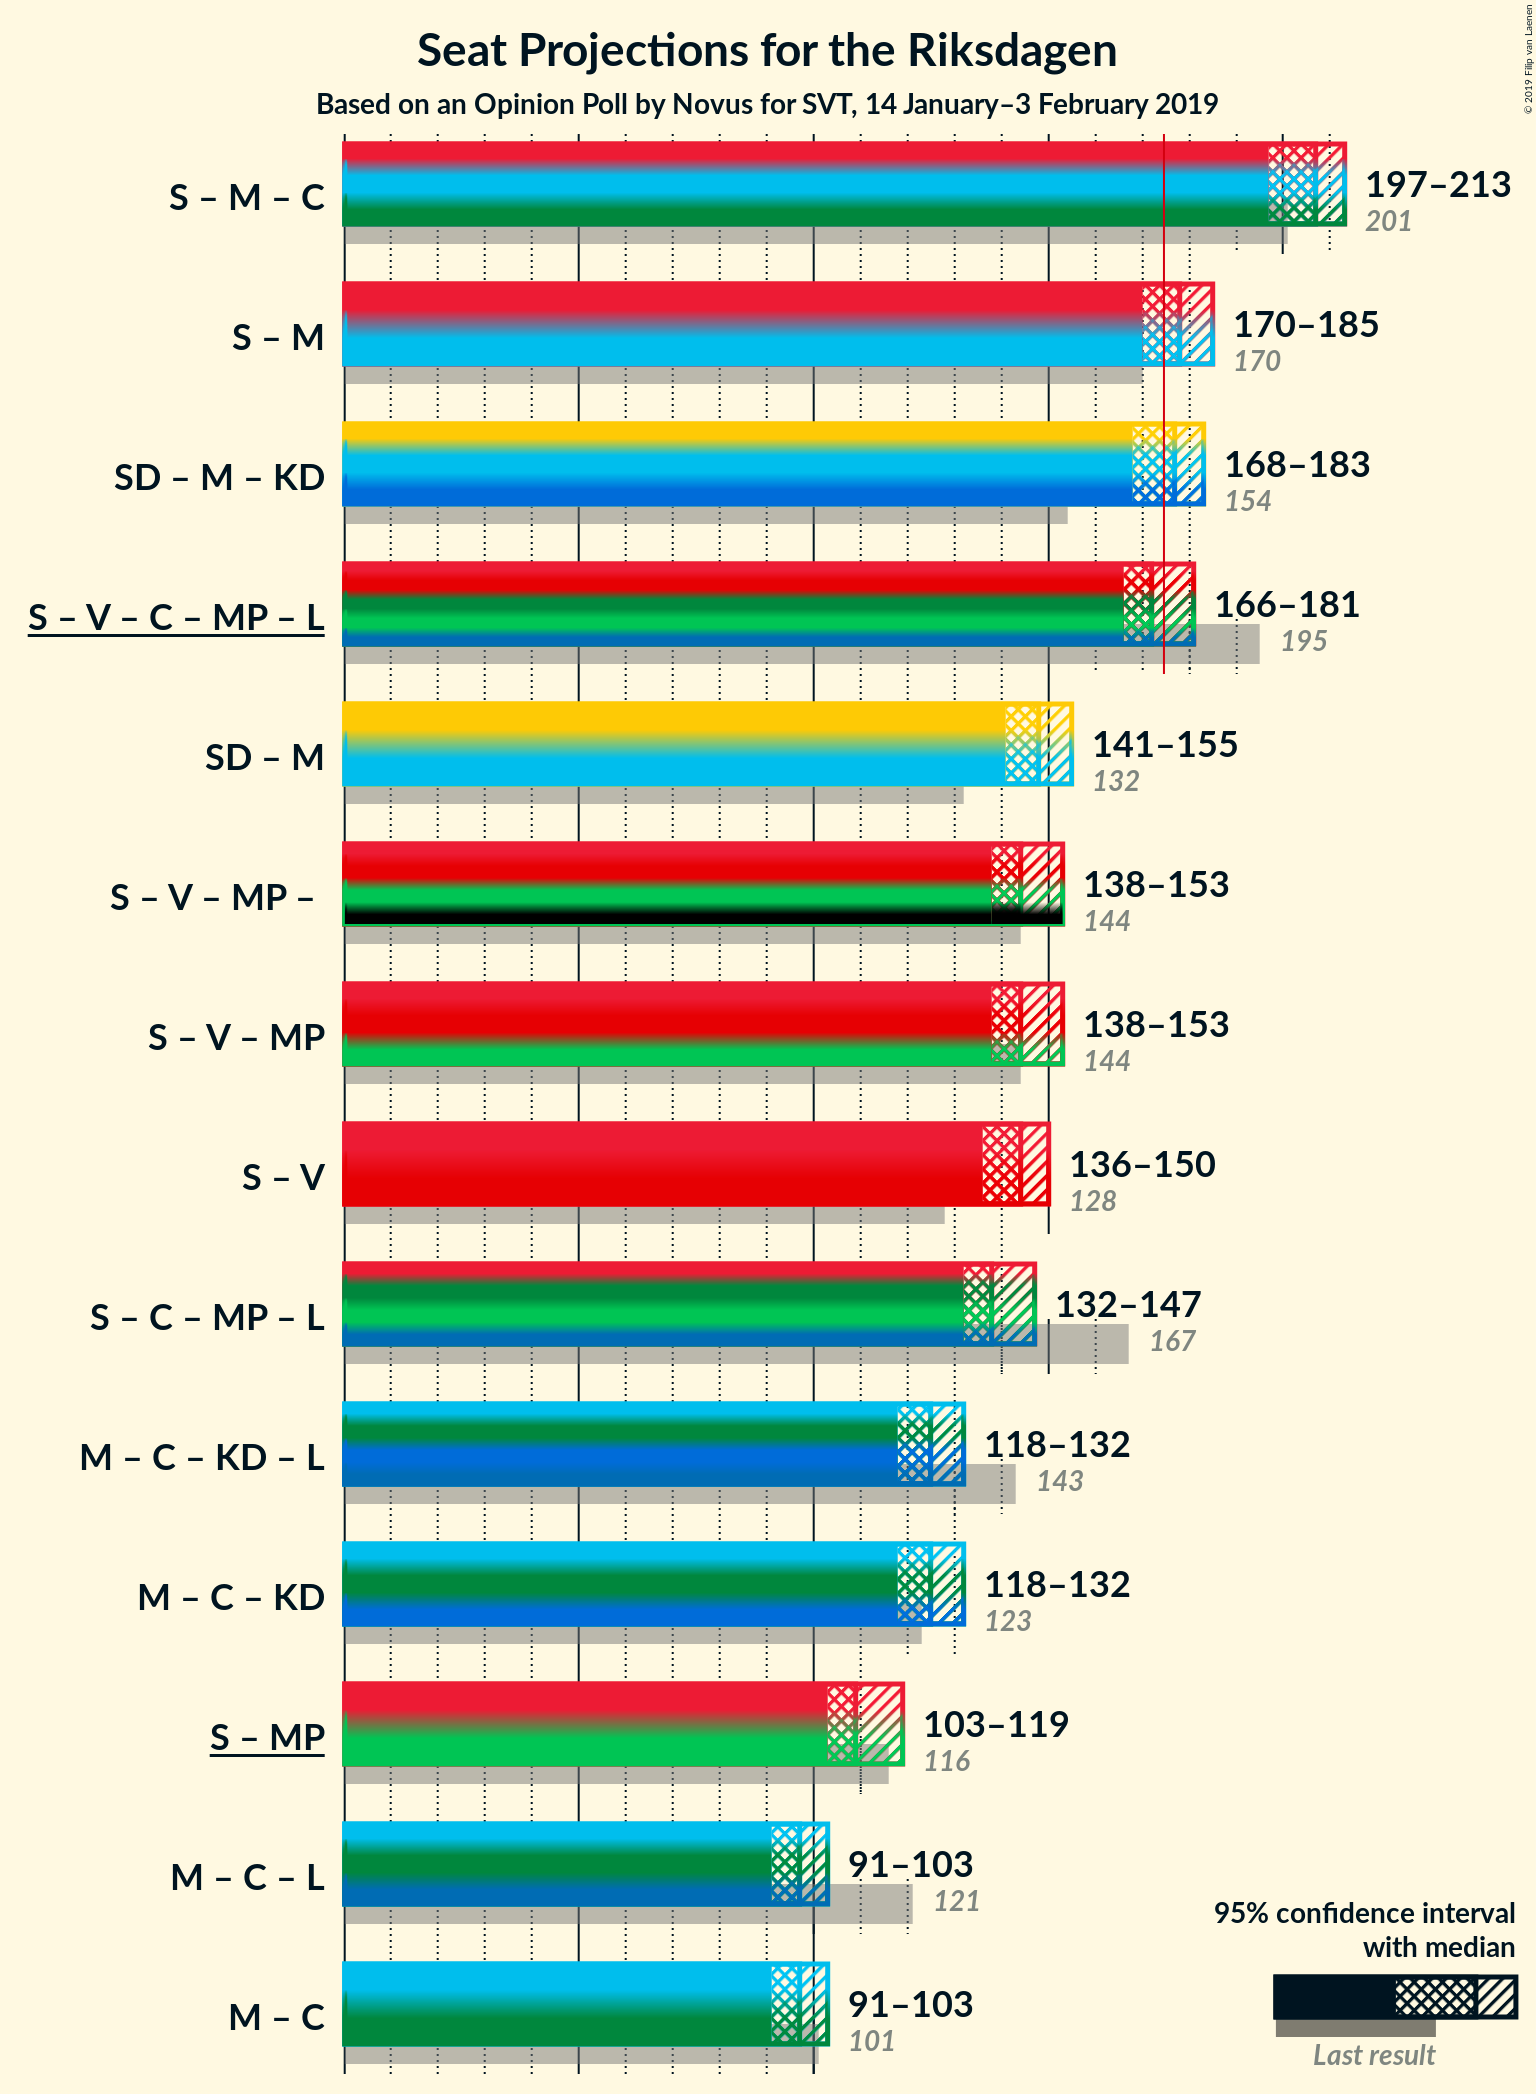 Seat Projections for the Riksdagen
Based on an Opinion Poll by Novus for SVT, 14 January–3 February 2019
© 2019 Filip van Laenen
S – M – C
197–213
201
S – M
170–185
170
SD – M – KD
168–183
154
S – V – C – MP – L
166–181
195
SD – M
141–155
132
S – V – MP –
138–153
144
S – V – MP
138–153
144
S – V
136–150
128
S – C – MP – L
132–147
167
M – C – KD – L
118–132
143
M – C – KD
118–132
123
S – MP
103–119
116
M – C – L
91–103
121
M – C
91–103
101
95% confidence interval
with median
Last result